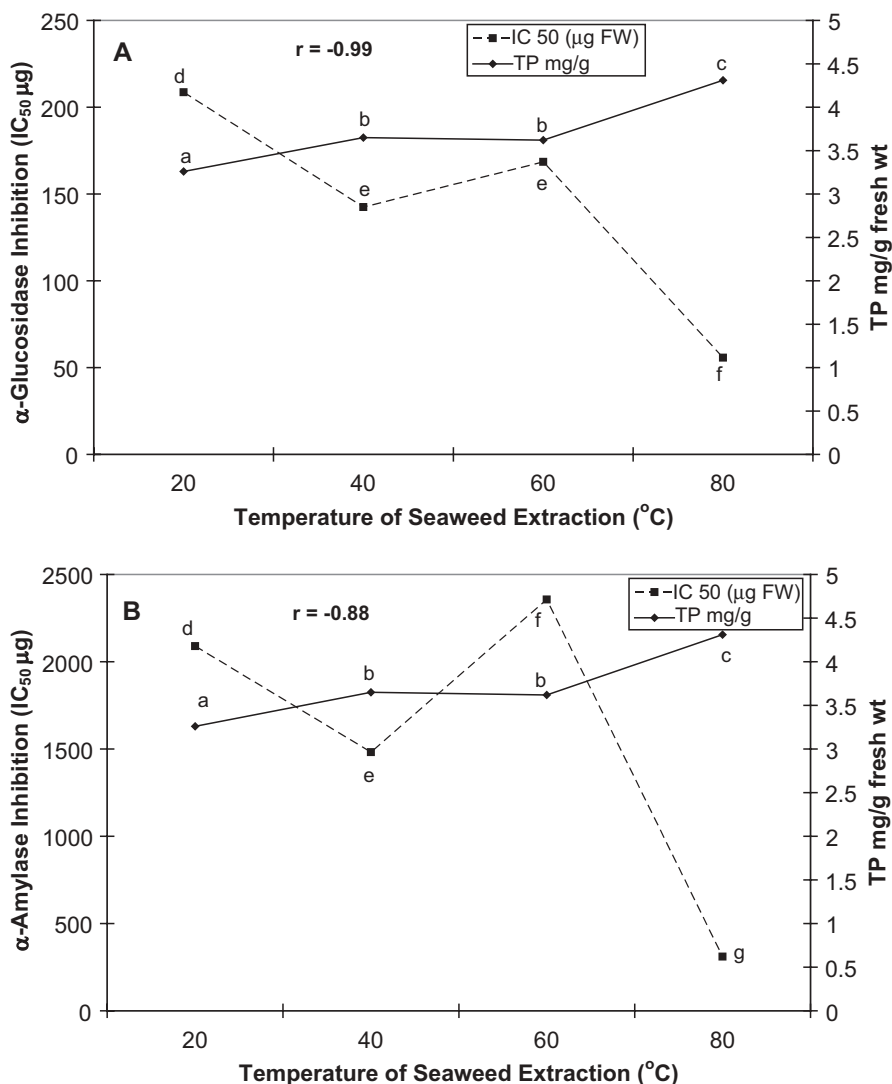 A
r = -0.99
IC 50 (μg FW)
TP mg/g
250
200
150
100
50
0
α-Glucosidase Inhibition (IC₅₀ μg)
5
4.5
4
3.5
3
2.5
2
1.5
1
0.5
0
TP mg/g fresh wt
d
b
b
c
a
e
e
f
20 40 60 80
Temperature of Seaweed Extraction (°C)
B
r = -0.88
IC 50 (μg FW)
TP mg/g
2500
2000
1500
1000
500
0
α-Amylase Inhibition (IC₅₀ μg)
5
4.5
4
3.5
3
2.5
2
1.5
1
0.5
0
TP mg/g fresh wt
d
f
b
b
c
a
e
g
20 40 60 80
Temperature of Seaweed Extraction (°C)